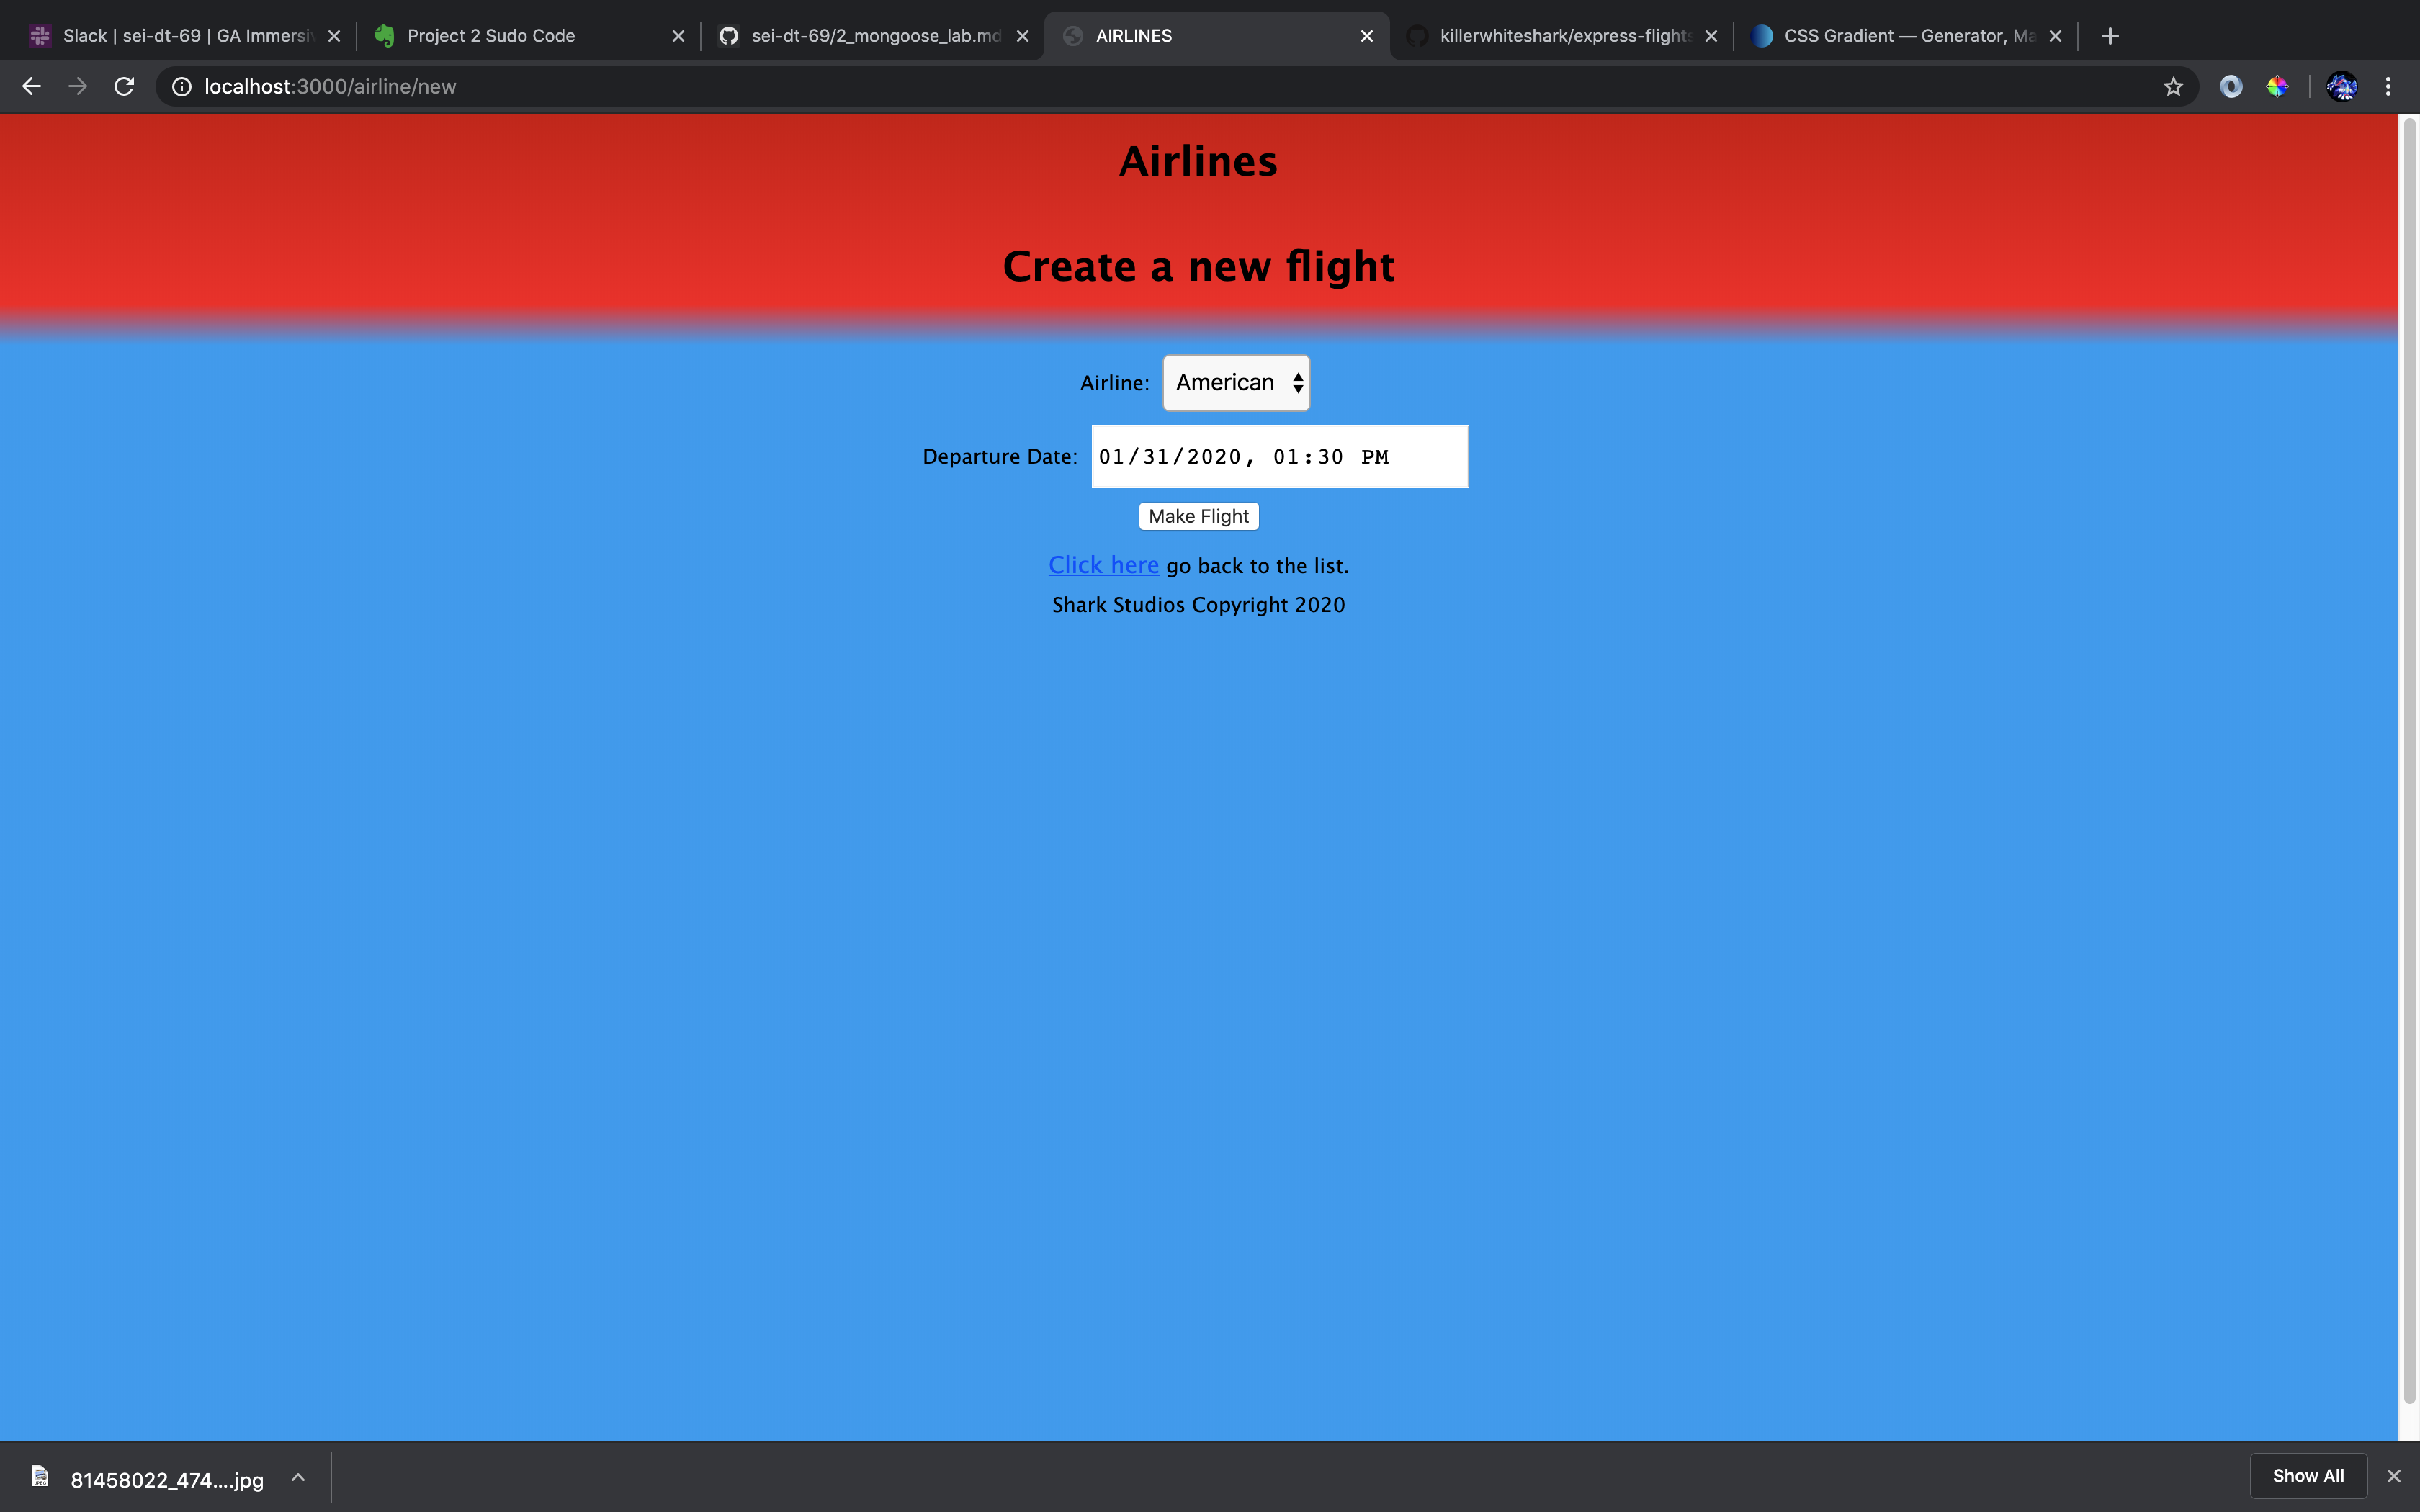 Slack | sei-dt-69 | GA Immersiv
Project 2 Sudo Code
sei-dt-69/2_mongoose_lab.md
AIRLINES
killerwhiteshark/express-flights
CSS Gradient — Generator, Ma
localhost:3000/airline/new
Airlines
Create a new flight
Airline: American
Departure Date: 01/31/2020, 01:30 PM
Make Flight
Click here go back to the list.
Shark Studios Copyright 2020
81458022_474....jpg
Show All